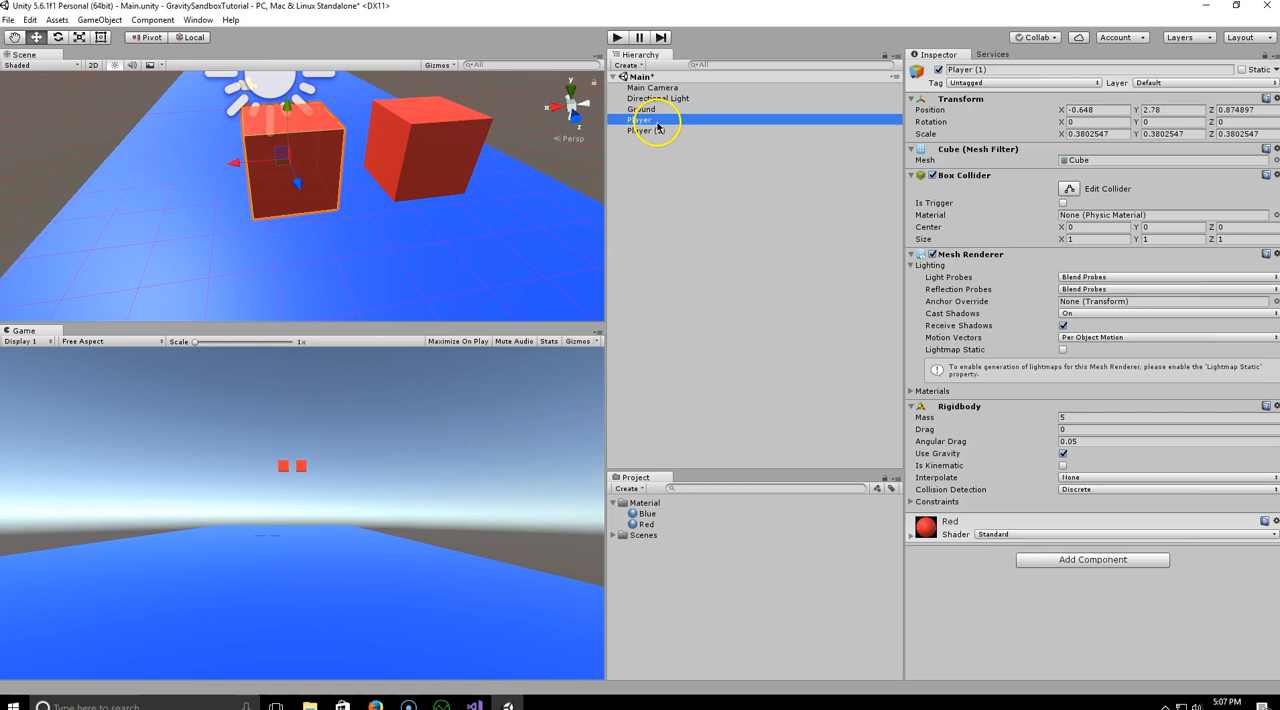 Unity 5.6.1f1 Personal (64bit) - Main.unity - GravitySandboxTutorial - PC, Mac & Linux Standalone* <DX11>
File Edit Assets GameObject Component Window Help
Pivot Local Collab Account Layers Layout
Scene
Shaded 2D Gizmos All
y
x
z
Persp
Game
Display 1 Free Aspect Scale 1x Maximize On Play Mute Audio Stats Gizmos
Hierarchy
Create All
Main*
Main Camera
Directional Light
Ground
Player
Player
Project
Create
Material
Blue
Red
Scenes
Inspector Services
Player (1) Static
Tag Untagged Layer Default
Transform
Position X -0.648 Y 2.78 Z 0.874897
Rotation X 0 Y 0 Z 0
Scale X 0.3802547 Y 0.3802547 Z 0.3802547
Cube (Mesh Filter)
Mesh Cube
Box Collider
Edit Collider
Is Trigger
Material None (Physic Material)
Center X 0 Y 0 Z 0
Size X 1 Y 1 Z 1
Mesh Renderer
Lighting
Light Probes Blend Probes
Reflection Probes Blend Probes
Anchor Override None (Transform)
Cast Shadows On
Receive Shadows
Motion Vectors Per Object Motion
Lightmap Static
To enable generation of lightmaps for this Mesh Renderer, please enable the 'Lightmap Static'
property.
Materials
Rigidbody
Mass 5
Drag 0
Angular Drag 0.05
Use Gravity
Is Kinematic
Interpolate None
Collision Detection Discrete
Constraints
Red
Shader Standard
Add Component
Type here to search
5:07 PM